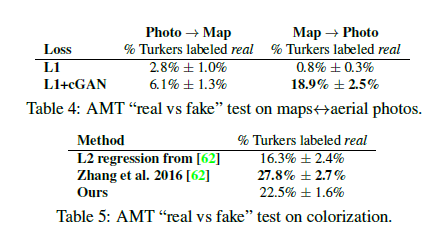 Photo → Map Map → Photo
Loss % Turkers labeled real % Turkers labeled real
L1 2.8% ± 1.0% 0.8% ± 0.3%
L1+cGAN 6.1% ± 1.3% 18.9% ± 2.5%
Table 4: AMT “real vs fake” test on maps↔aerial photos.
Method % Turkers labeled real
L2 regression from [62] 16.3% ± 2.4%
Zhang et al. 2016 [62] 27.8% ± 2.7%
Ours 22.5% ± 1.6%
Table 5: AMT “real vs fake” test on colorization.